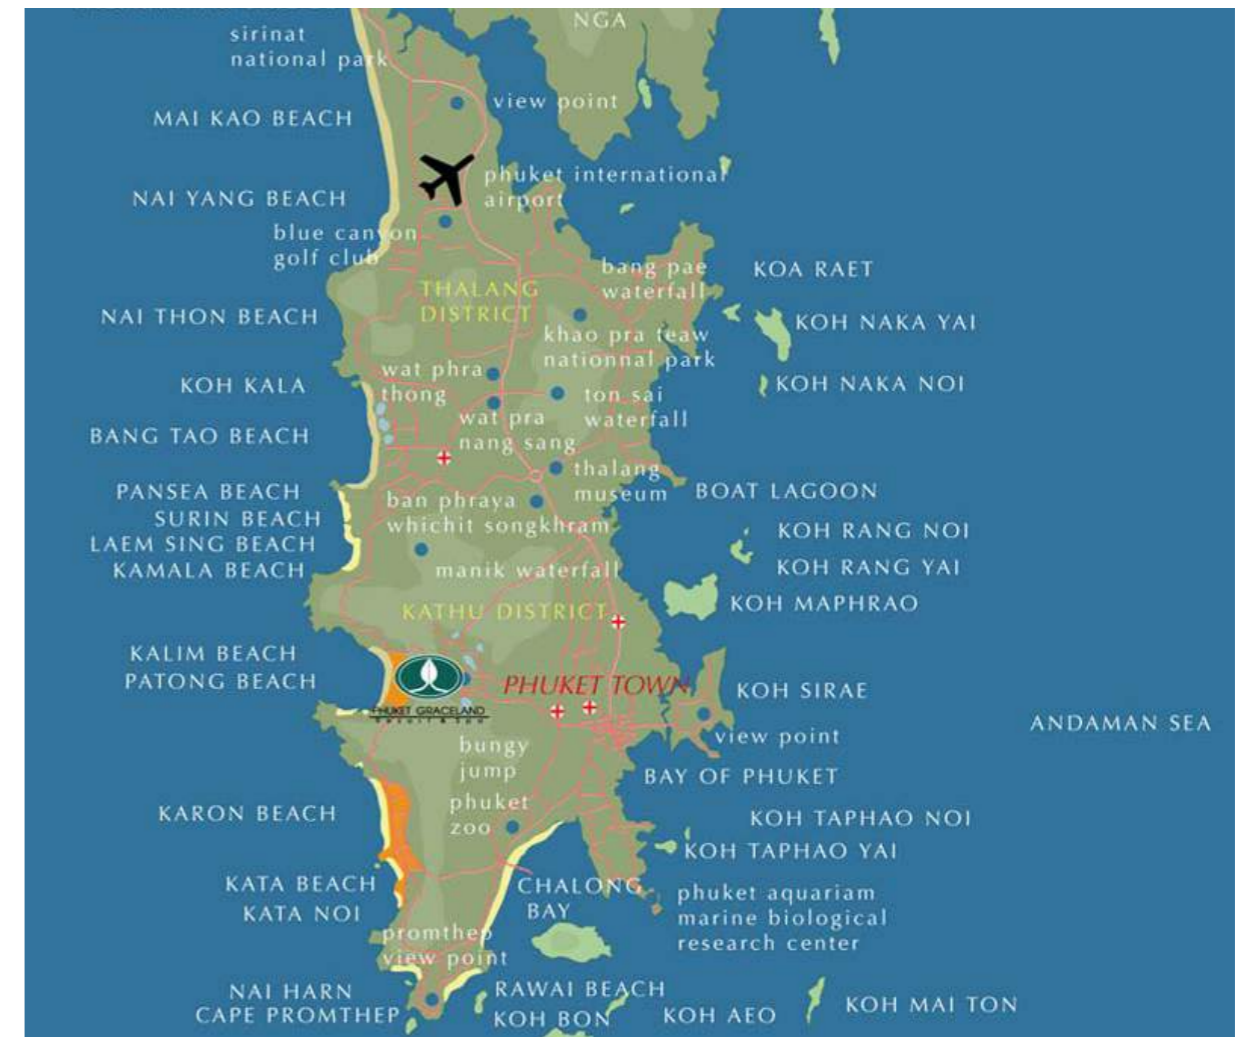 NGA
sirinat
national park
view point
MAI KAO BEACH
phuket international
airport
NAI YANG BEACH
blue canyon
golf club
bang pae
waterfall
KOA RAET
THALANG
DISTRICT
NAI THON BEACH
KOH NAKA YAI
khao pra teaw
nationnal park
wat phra
thong
KOH KALA
KOH NAKA NOI
ton sai
waterfall
wat pra
nang sang
BANG TAO BEACH
thalang
museum
BOAT LAGOON
PANSEA BEACH
ban phraya
whichit songkhram
SURIN BEACH
KOH RANG NOI
LAEM SING BEACH
KAMALA BEACH
manik waterfall
KOH RANG YAI
KATHU DISTRICT
KOH MAPHRAO
KALIM BEACH
PATONG BEACH
PHUKET TOWN
KOH SIRAE
PHUKET GRACELAND
Resort & Spa
ANDAMAN SEA
view point
bungy
jump
BAY OF PHUKET
phuket
zoo
KARON BEACH
KOH TAPHAO NOI
KOH TAPHAO YAI
KATA BEACH
CHALONG
BAY
phuket aquariam
marine biological
research center
KATA NOI
promthep
view point
NAI HARN
RAWAI BEACH
CAPE PROMTHEP
KOH BON
KOH AEO
KOH MAI TON